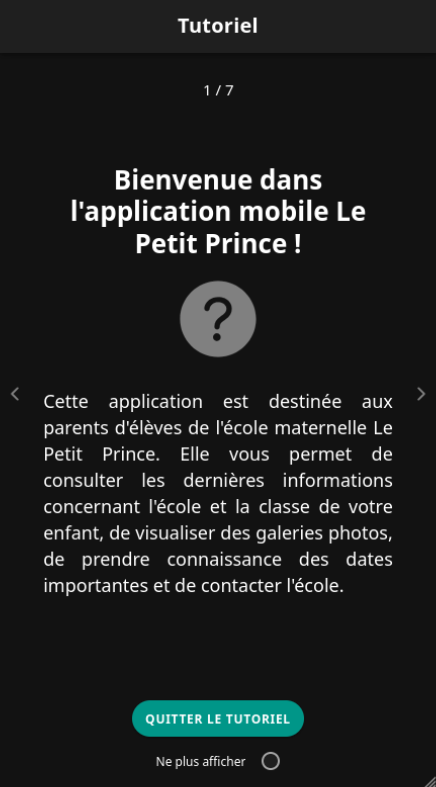 Tutoriel
1 / 7
Bienvenue dans
l'application mobile Le
Petit Prince !
?
Cette application est destinée aux
parents d'élèves de l'école maternelle Le
Petit Prince. Elle vous permet de
consulter les dernières informations
concernant l'école et la classe de votre
enfant, de visualiser des galeries photos,
de prendre connaissance des dates
importantes et de contacter l'école.
QUITTER LE TUTORIEL
Ne plus afficher